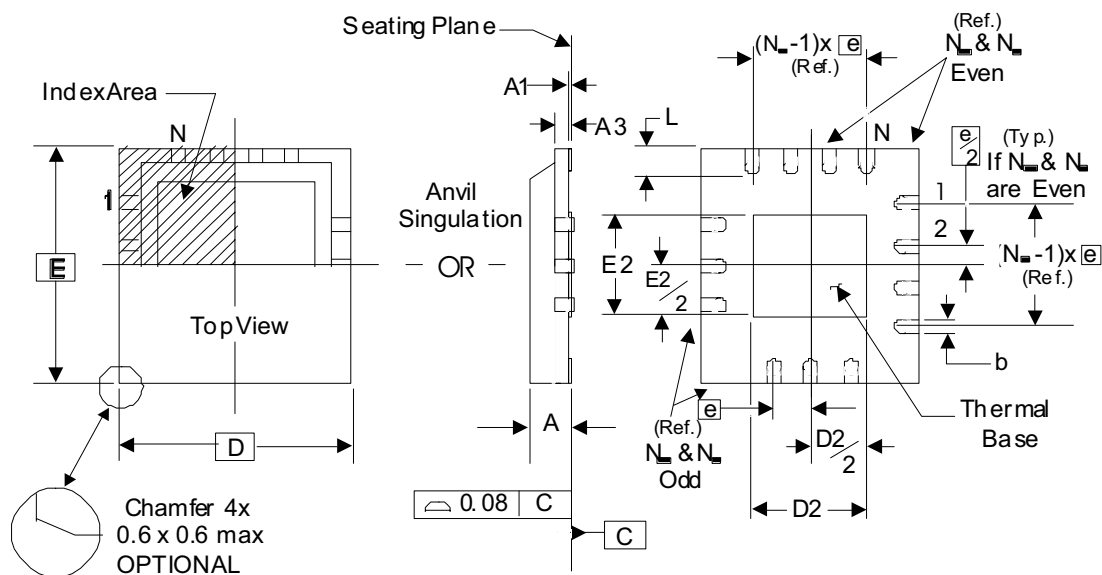 Seating Plane
Index Area
N
1
E
Top View
D
Chamfer 4x
0.6 x 0.6 max
OPTIONAL
A1
A3
Anvil
Singulation
OR
A
0.08 C
C
L
E2
E2
2
(N -1)x e
(Ref.)
(Ref.)
N & N
Even
N
e
2
(Typ.)
If N & N
are Even
1
2
(N -1)x e
(Ref.)
b
e
(Ref.)
N & N
Odd
D2
2
D2
Thermal
Base